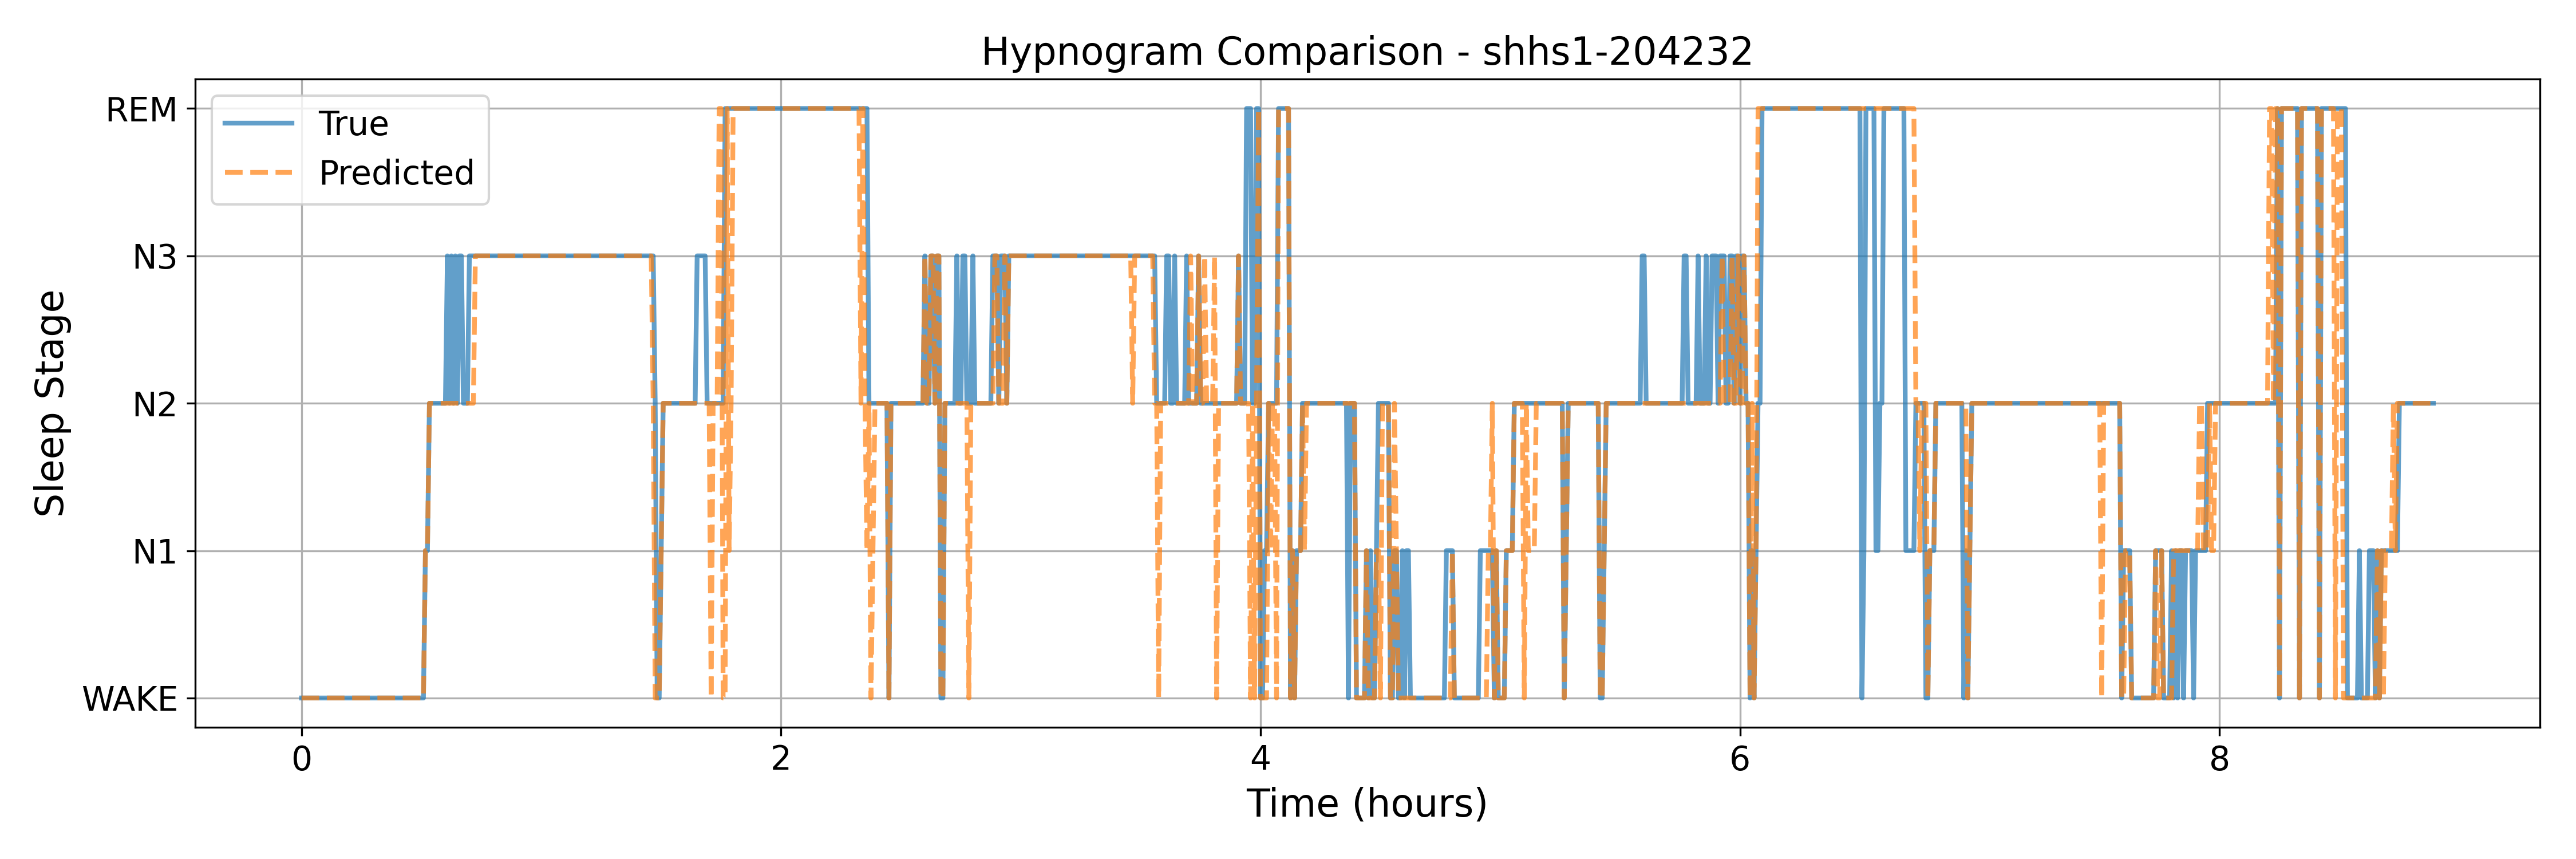 Hypnogram Comparison - shhs1-204232
True
Predicted
REM
N3
N2
N1
WAKE
Sleep Stage
0 2 4 6 8
Time (hours)